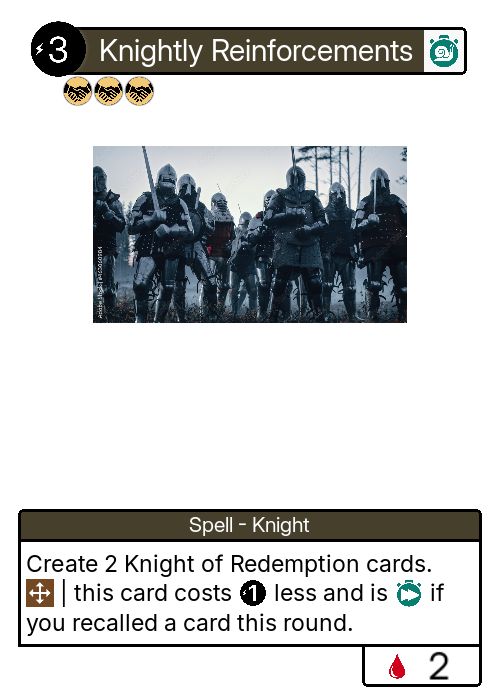 3 Knightly Reinforcements
Spell - Knight
Create 2 Knight of Redemption cards.
| this card costs 1 less and is if
you recalled a card this round.
2